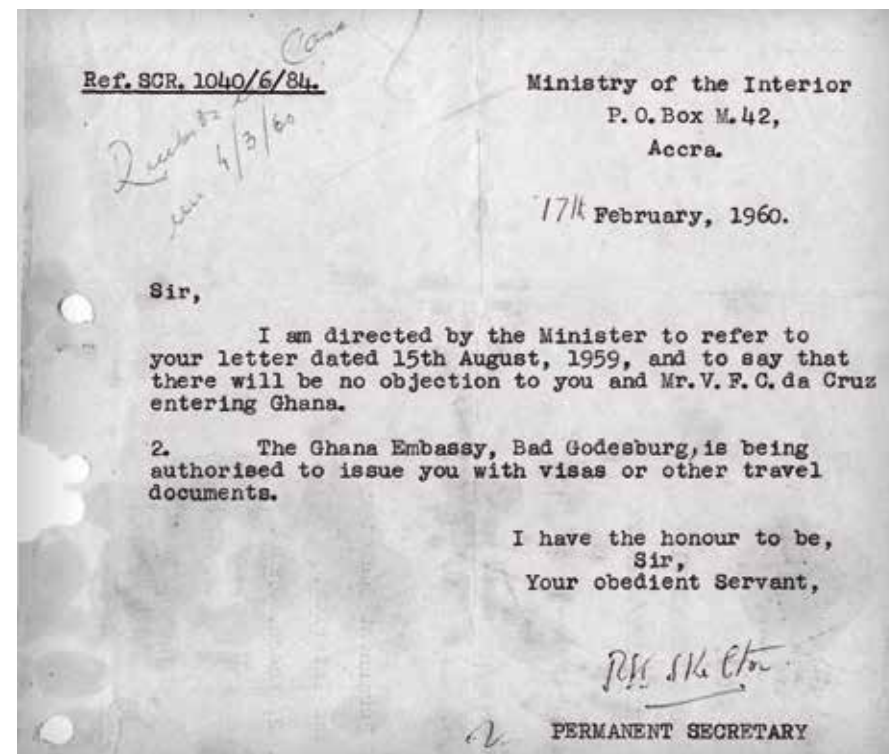 Ref. SCR. 1040/6/84.
4/3/60
Ministry of the Interior
P.O. Box M.42,
Accra.
17th February, 1960.
Sir,
I am directed by the Minister to refer to
your letter dated 15th August, 1959, and to say that
there will be no objection to you and Mr. V. F. C. da Cruz
entering Ghana.
2. The Ghana Embassy, Bad Godesburg, is being
authorised to issue you with visas or other travel
documents.
I have the honour to be,
Sir,
Your obedient Servant,
Skelton
PERMANENT SECRETARY